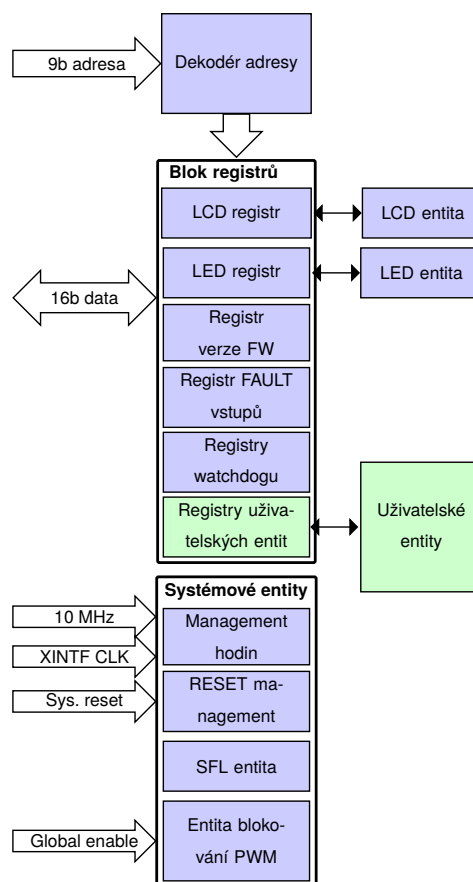 9b adresa
Dekodér adresy
Blok registrů
LCD registr
LCD entita
LED registr
LED entita
16b data
Registr
verze FW
Registr FAULT
vstupů
Registry
watchdogu
Registry uživa-
telských entit
Uživatelské
entity
Systémové entity
10 MHz
Management
hodin
XINTF CLK
RESET ma-
nagement
Sys. reset
SFL entita
Entita bloko-
vání PWM
Global enable